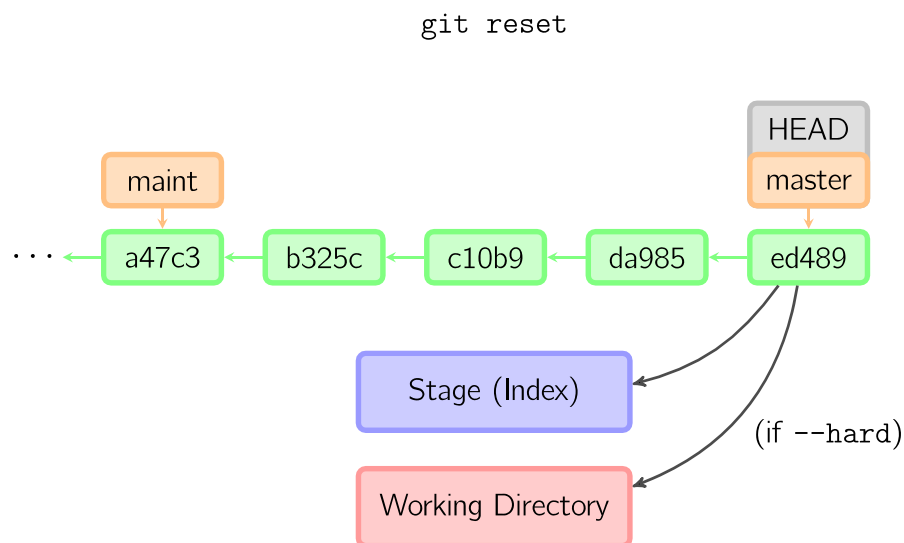 git reset
HEAD
maint
master
··· a47c3 b325c c10b9 da985 ed489
Stage (Index)
(if --hard)
Working Directory